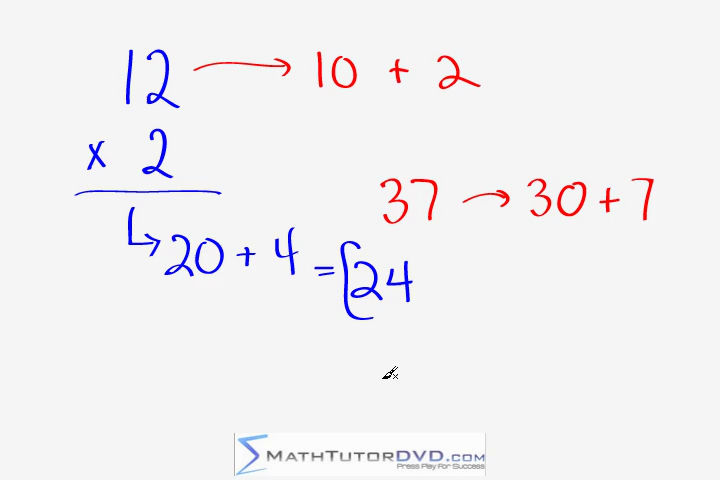 12 → 10 + 2
x 2
37 → 30 + 7
↳ 20 + 4 = [24
MATHTUTORDVD.COM
Press Play For Success